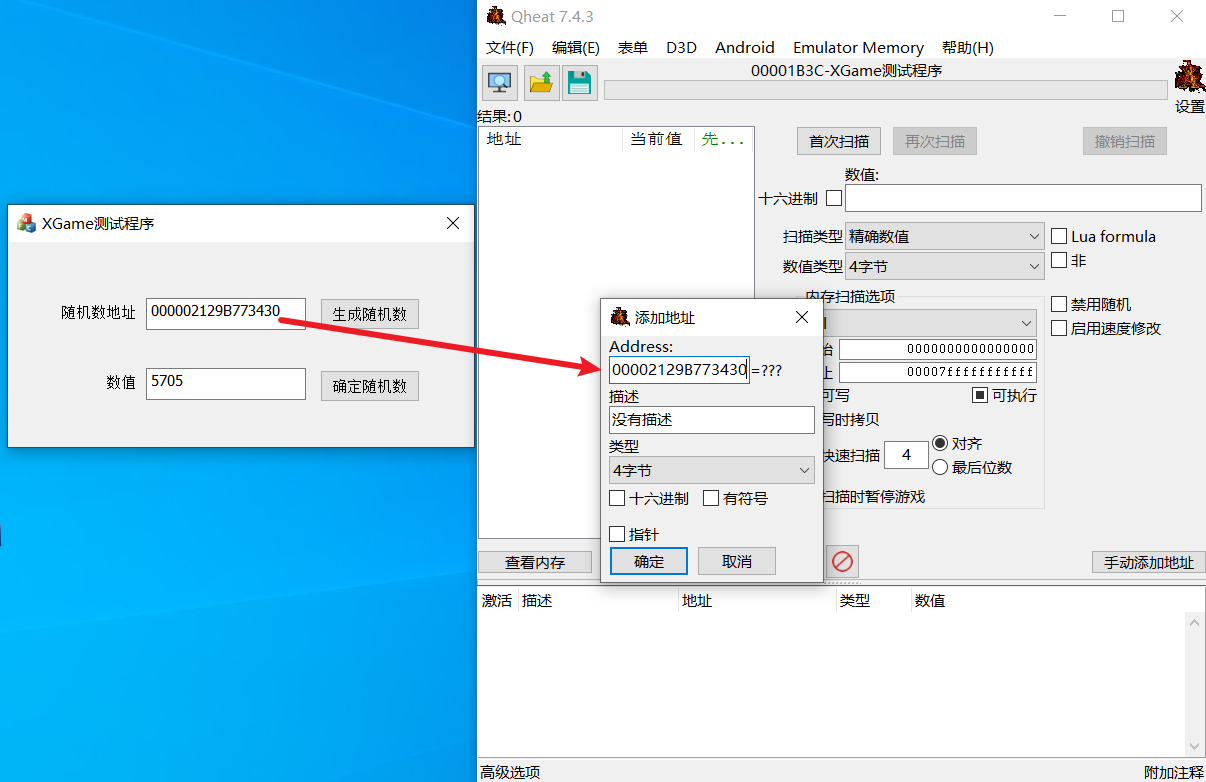 Qheat 7.4.3
文件(F) 编辑(E) 表单 D3D Android Emulator Memory 帮助(H)
00001B3C-XGame测试程序
设置
结果:0
地址 当前值 先...
首次扫描 再次扫描 撤销扫描
数值:
十六进制
扫描类型 精确数值 Lua formula
数值类型 4字节 非
内存扫描选项
禁用随机
启用速度修改
始 0000000000000000
止 00007fffffffffff
可写 可执行
写时拷贝
快速扫描 4 对齐
最后位数
扫描时暂停游戏
XGame测试程序
随机数地址 000002129B773430 生成随机数
数值 5705 确定随机数
添加地址
Address:
00002129B773430 =???
描述
没有描述
类型
4字节
十六进制 有符号
指针
确定 取消
查看内存 手动添加地址
激活 描述 地址 类型 数值
高级选项 附加注释